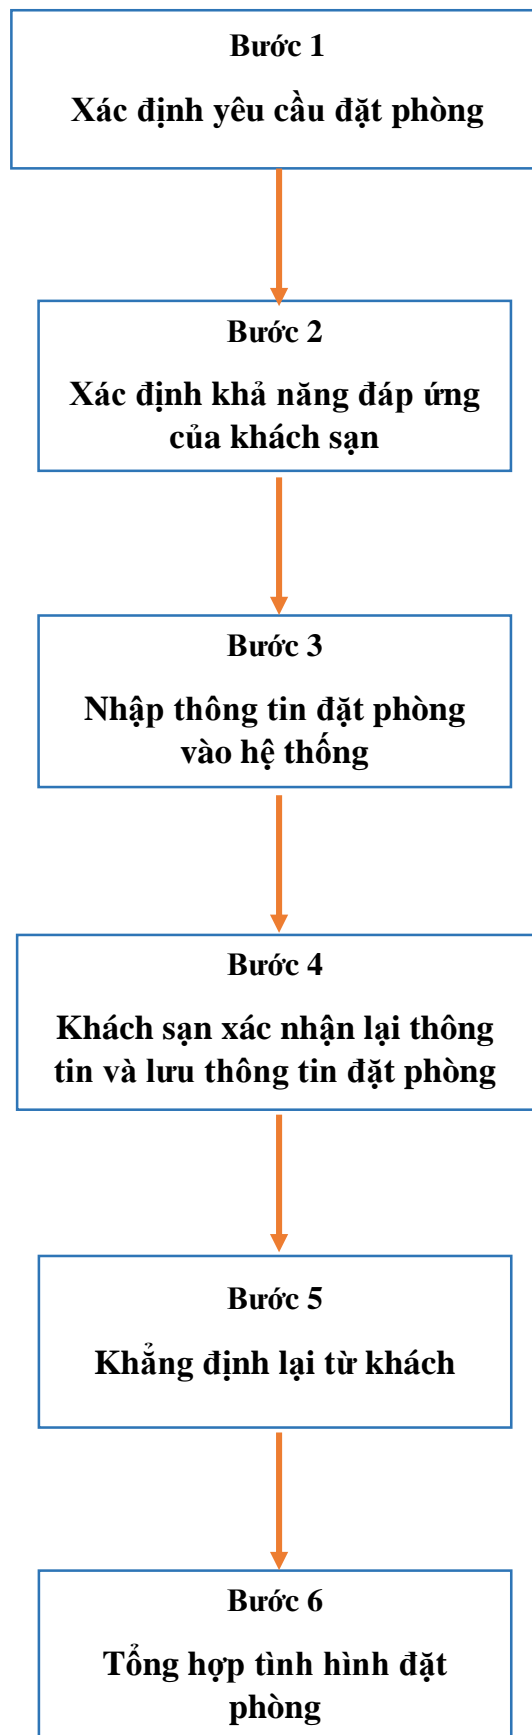 Bước 1
Xác định yêu cầu đặt phòng
Bước 2
Xác định khả năng đáp ứng
của khách sạn
Bước 3
Nhập thông tin đặt phòng
vào hệ thống
Bước 4
Khách sạn xác nhận lại thông
tin và lưu thông tin đặt phòng
Bước 5
Khẳng định lại từ khách
Bước 6
Tổng hợp tình hình đặt
phòng